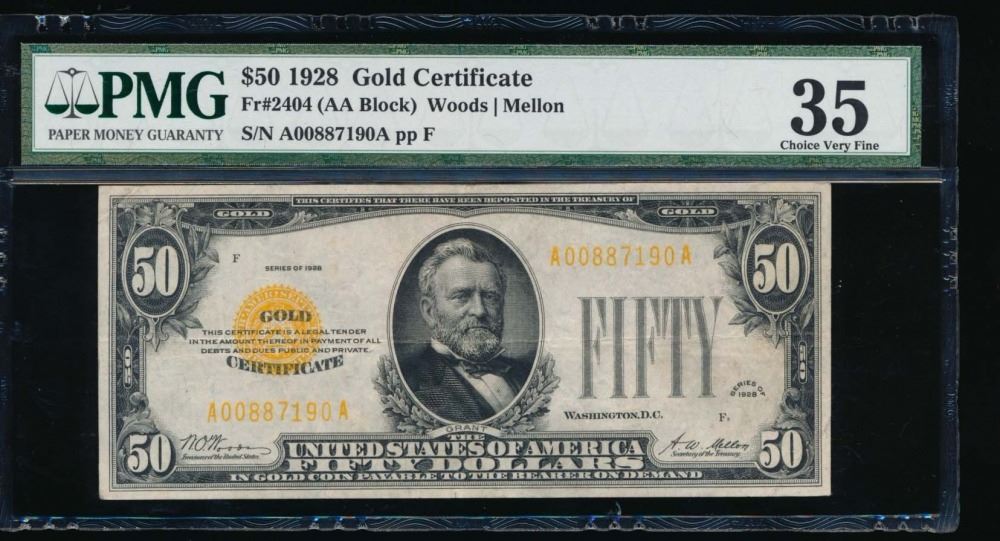 PMG
PAPER MONEY GUARANTY
$50 1928 Gold Certificate
Fr#2404 (AA Block) Woods | Mellon
S/N A00887190A pp F
35
Choice Very Fine
THIS CERTIFIES THAT THERE HAVE BEEN DEPOSITED IN THE TREASURY OF
GOLD
GOLD
50
50
F
SERIES OF 1928
A00887190A
GOLD
THIS CERTIFICATE IS A LEGAL TENDER
IN THE AMOUNT THEREOF IN PAYMENT OF ALL
DEBTS AND DUES PUBLIC AND PRIVATE
CERTIFICATE
FIFTY
50
50
SERIES OF
1928
A00887190A
WASHINGTON, D.C.
F
GRANT
50
W.O. Woods
Treasurer of the United States.
THE
UNITED STATES OF AMERICA
FIFTY DOLLARS
IN GOLD COIN PAYABLE TO THE BEARER ON DEMAND
A.W. Mellon
Secretary of the Treasury.
50